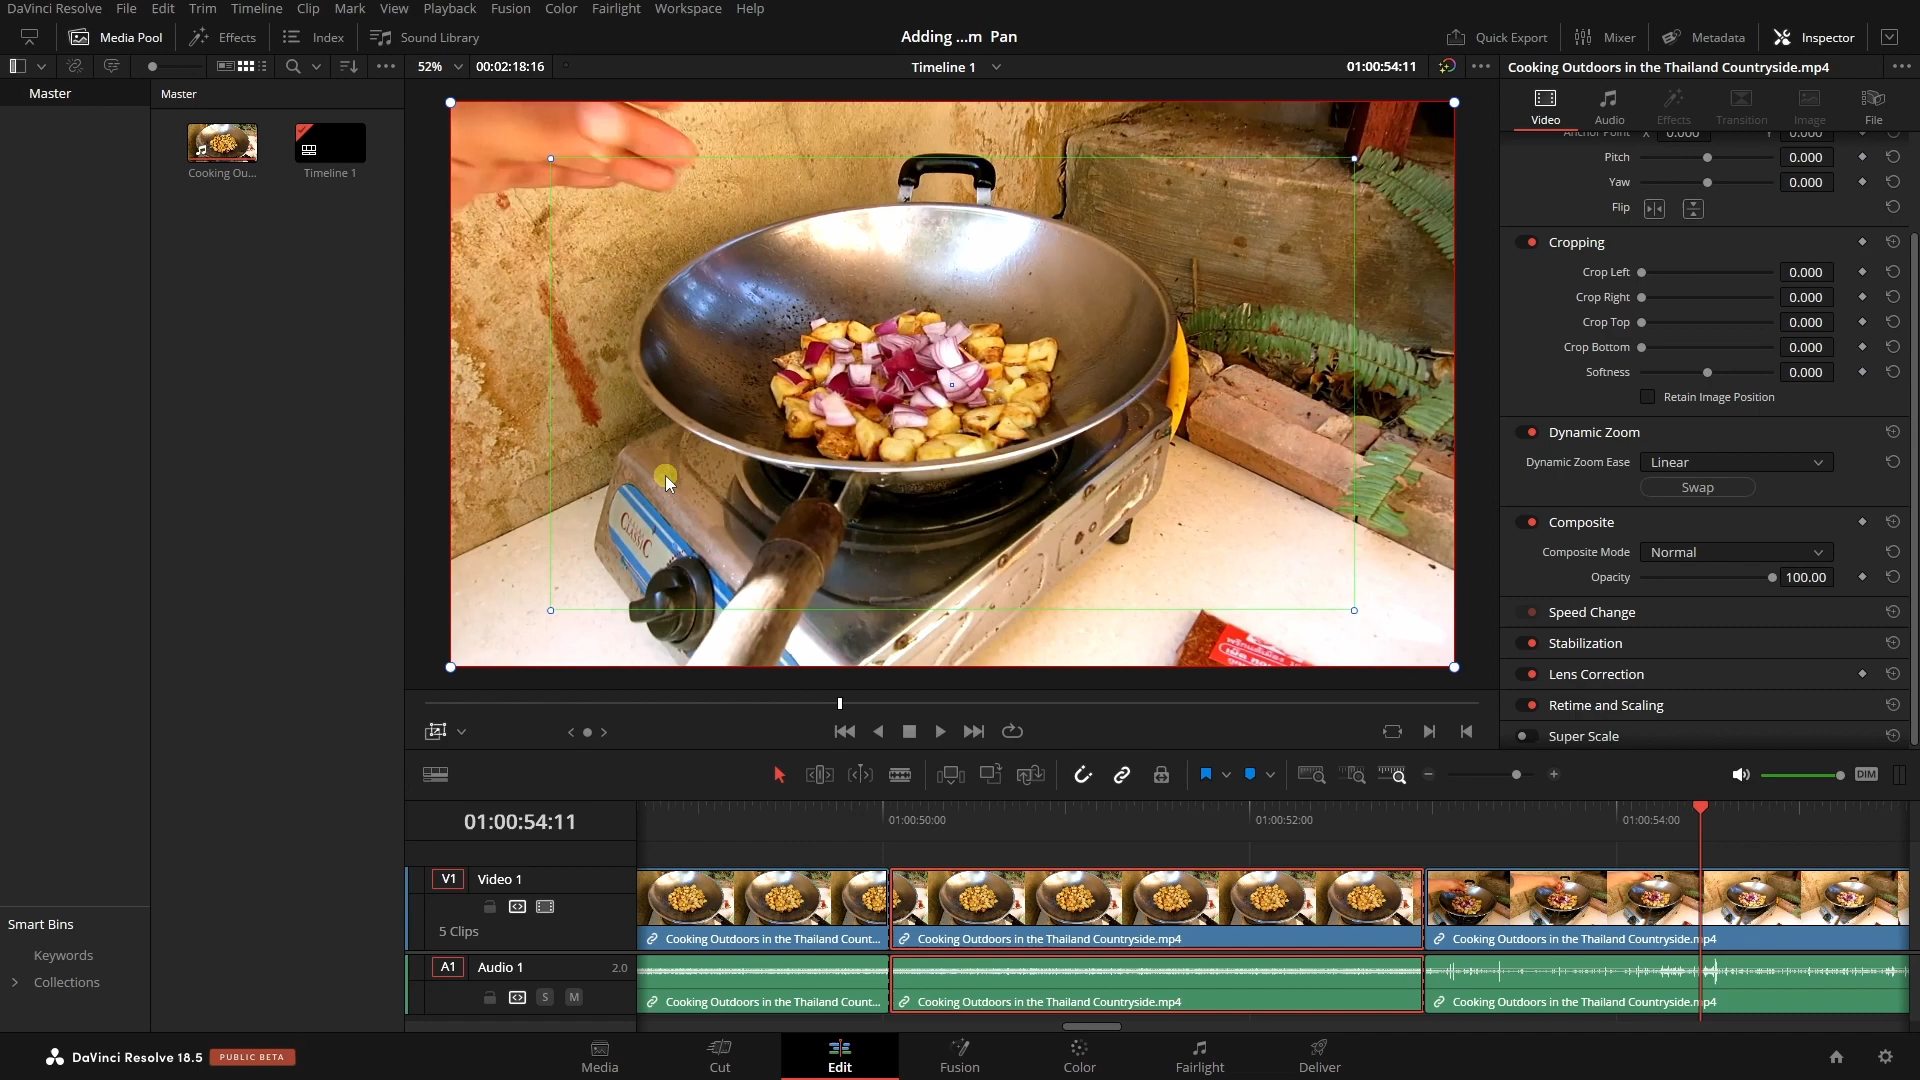 DaVinci Resolve File Edit Trim Timeline Clip Mark View Playback Fusion Color Fairlight Workspace Help
Media Pool Effects Index Sound Library Adding ...m Pan Quick Export Mixer Metadata Inspector
52% 00:02:18:16 Timeline 1 01:00:54:11 Cooking Outdoors in the Thailand Countryside.mp4
Master
Master
Cooking Ou...
Timeline 1
Video Audio Effects Transition Image File
Anchor Point X 0.000 Y 0.000
Pitch 0.000
Yaw 0.000
Flip
Cropping
Crop Left 0.000
Crop Right 0.000
Crop Top 0.000
Crop Bottom 0.000
Softness 0.000
Retain Image Position
Dynamic Zoom
Dynamic Zoom Ease Linear
Swap
Composite
Composite Mode Normal
Opacity 100.00
Speed Change
Stabilization
Lens Correction
Retime and Scaling
Super Scale
CLASSIC
DIM
01:00:54:11 01:00:50:00 01:00:52:00 01:00:54:00
V1 Video 1
5 Clips
Cooking Outdoors in the Thailand Count...
Cooking Outdoors in the Thailand Countryside.mp4
Cooking Outdoors in the Thailand Countryside.mp4
A1 Audio 1 2.0
S M
Cooking Outdoors in the Thailand Count...
Cooking Outdoors in the Thailand Countryside.mp4
Cooking Outdoors in the Thailand Countryside.mp4
Smart Bins
Keywords
Collections
DaVinci Resolve 18.5 PUBLIC BETA
Media Cut Edit Fusion Color Fairlight Deliver